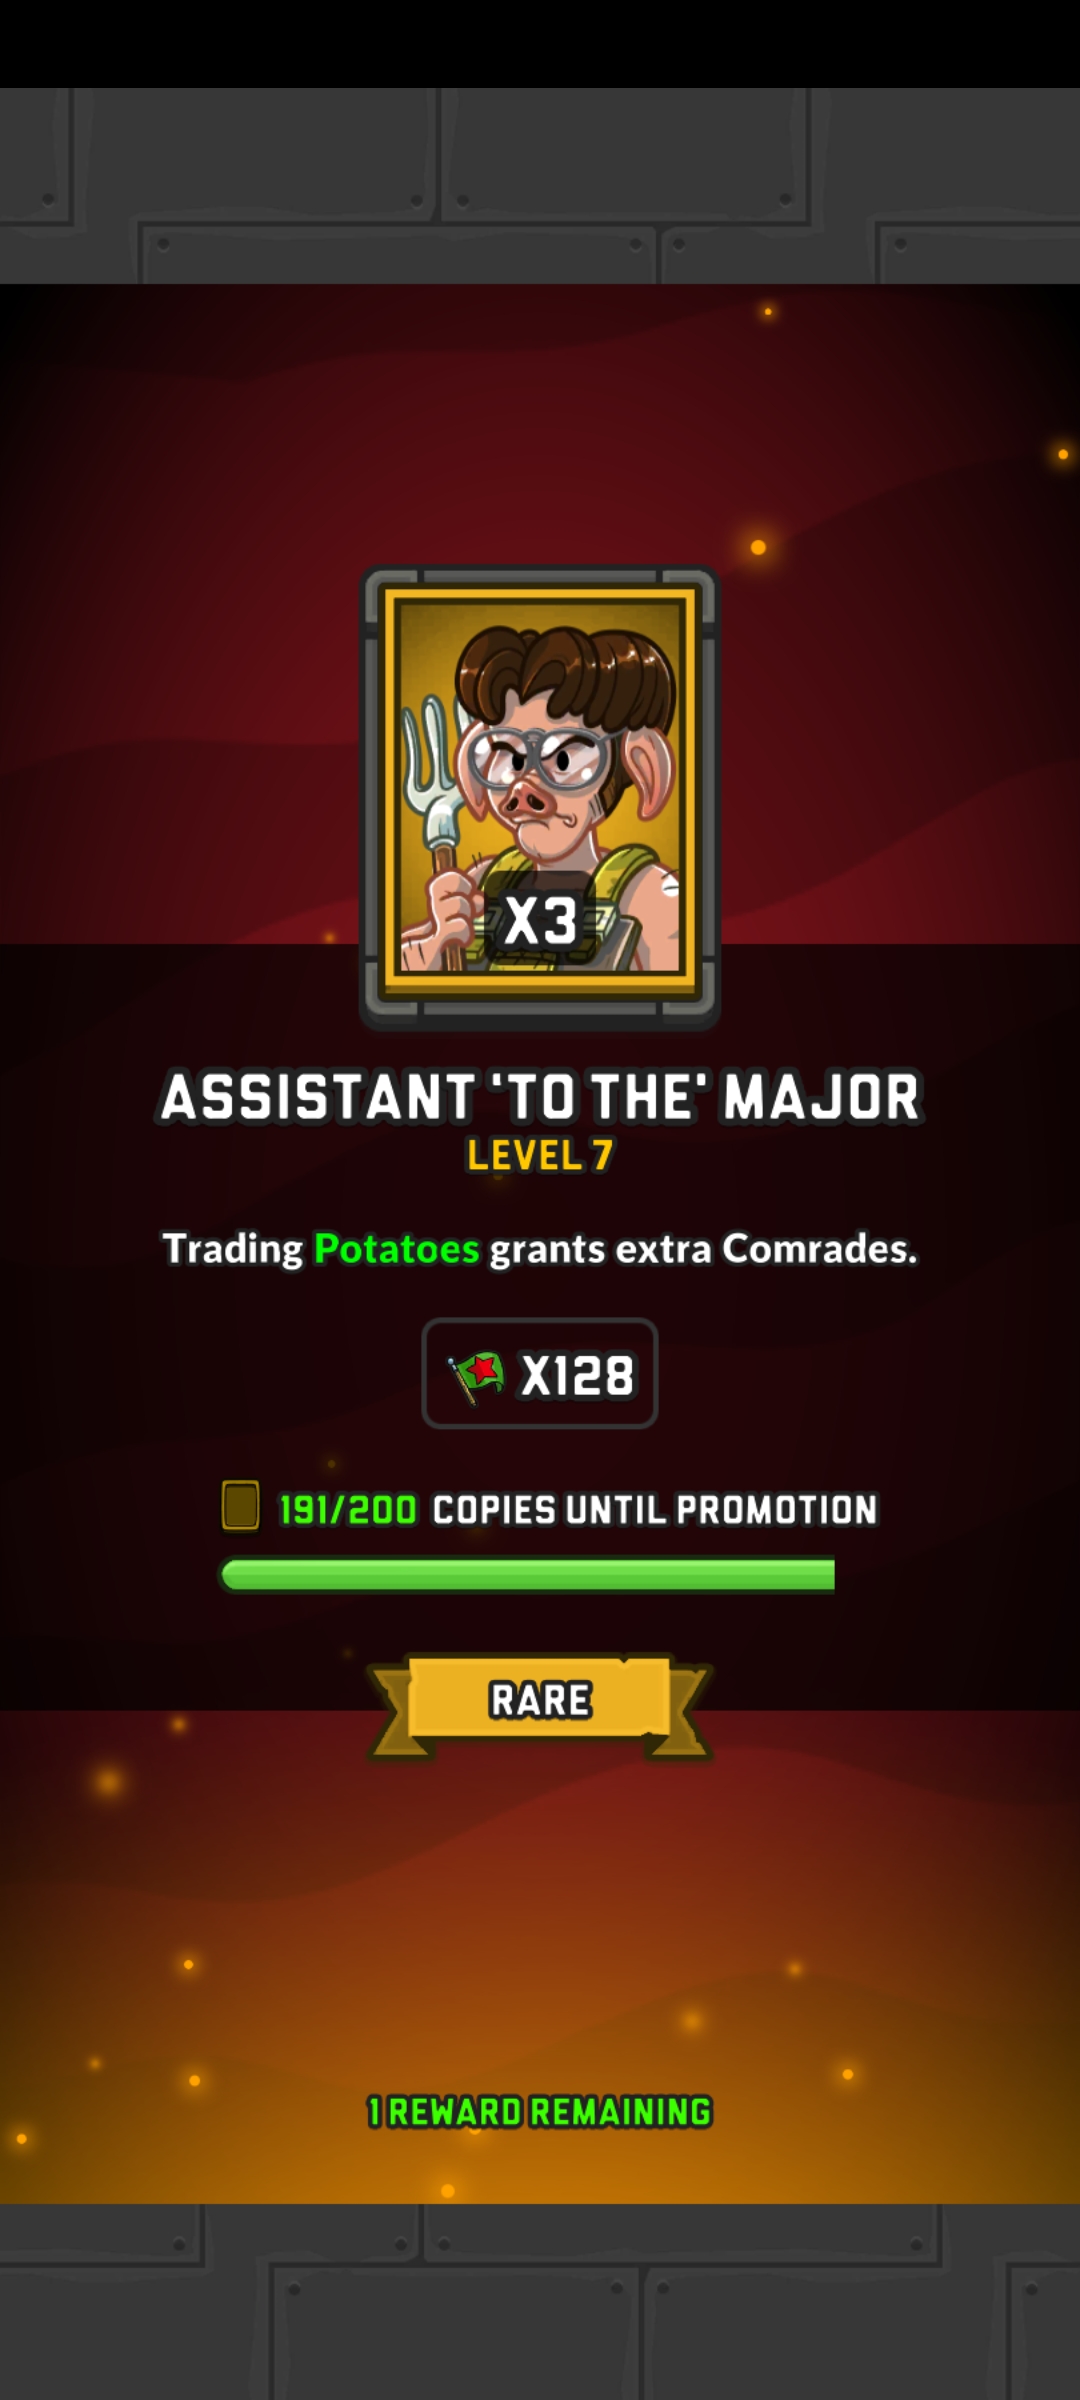 X3
ASSISTANT 'TO THE' MAJOR
LEVEL 7
Trading Potatoes grants extra Comrades.
X128
191/200 COPIES UNTIL PROMOTION
RARE
1 REWARD REMAINING